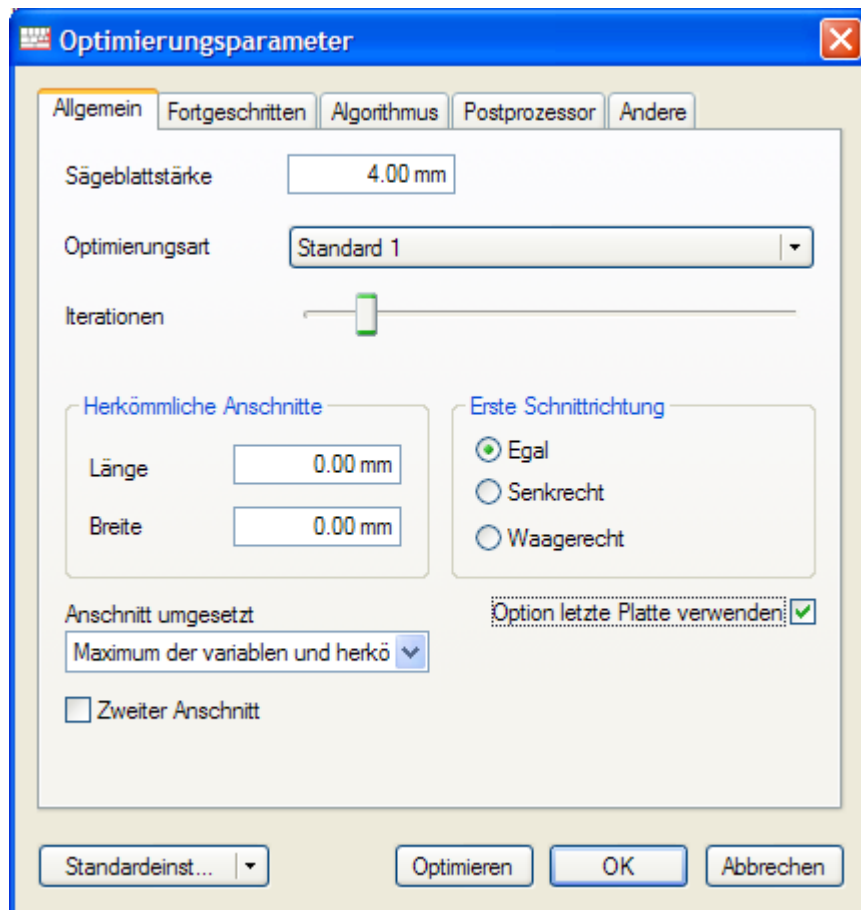 Optimierungsparameter
Allgemein Fortgeschritten Algorithmus Postprozessor Andere
Sägeblattstärke 4.00 mm
Optimierungsart Standard 1
Iterationen
Herkömmliche Anschnitte
Länge 0.00 mm
Breite 0.00 mm
Erste Schnittrichtung
Egal
Senkrecht
Waagerecht
Anschnitt umgesetzt
Maximum der variablen und herkö
Option letzte Platte verwenden
Zweiter Anschnitt
Standardeinst... Optimieren OK Abbrechen